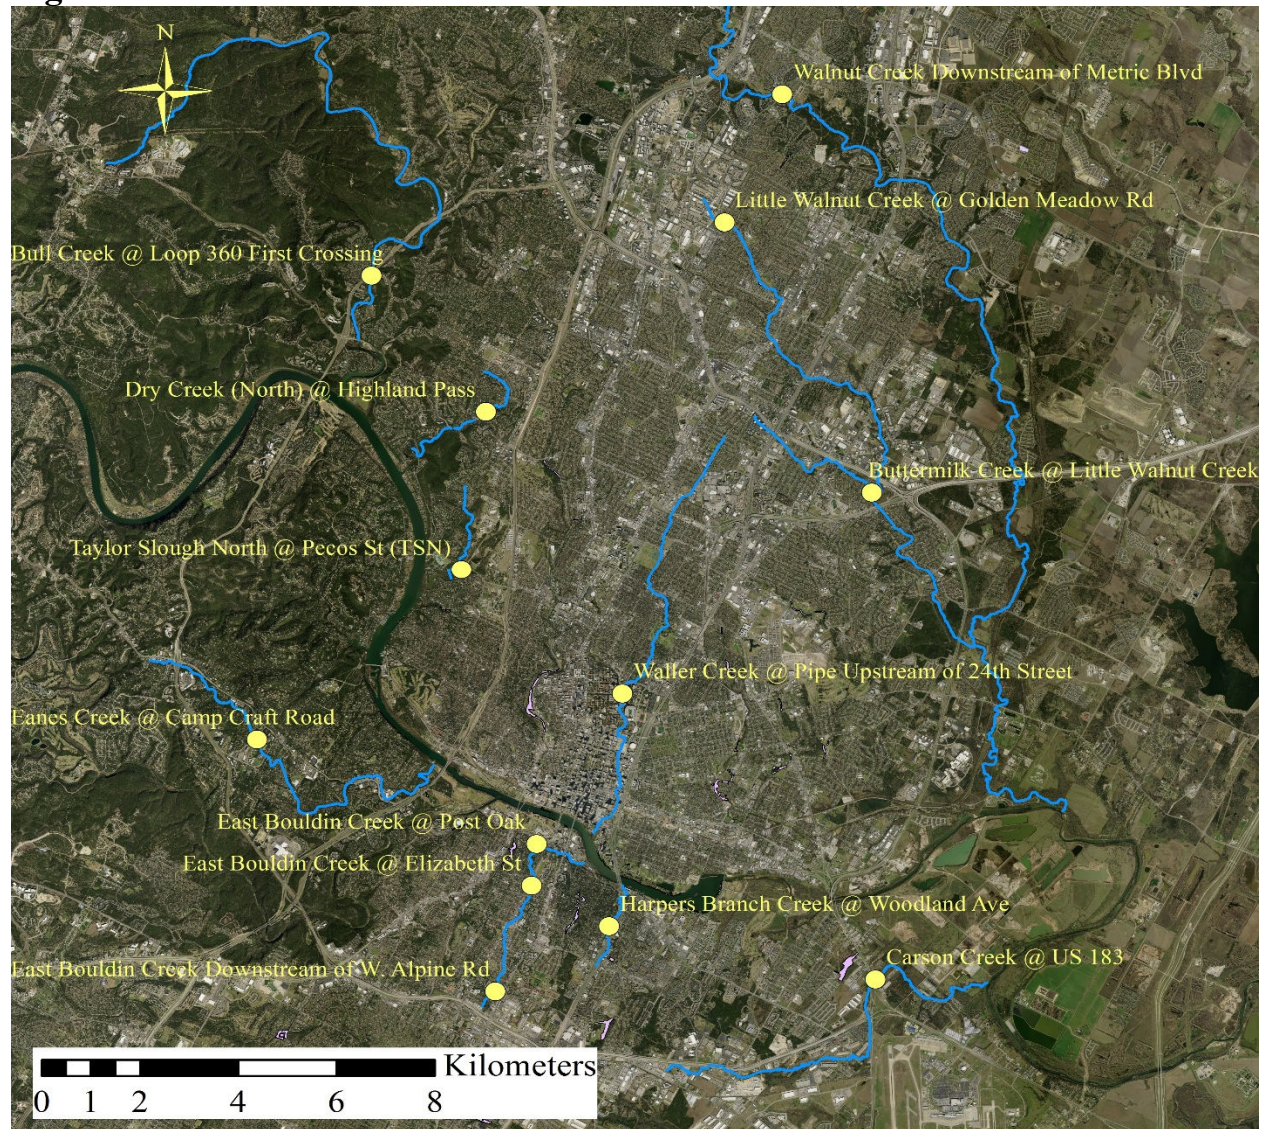 N
Walnut Creek Downstream of Metric Blvd
Little Walnut Creek @ Golden Meadow Rd
Bull Creek @ Loop 360 First Crossing
Dry Creek (North) @ Highland Pass
Buttermilk Creek @ Little Walnut Creek
Taylor Slough North @ Pecos St (TSN)
Waller Creek @ Pipe Upstream of 24th Street
Eanes Creek @ Camp Craft Road
East Bouldin Creek @ Post Oak
East Bouldin Creek @ Elizabeth St
Harpers Branch Creek @ Woodland Ave
East Bouldin Creek Downstream of W. Alpine Rd
Carson Creek @ US 183
Kilometers
0 1 2 4 6 8